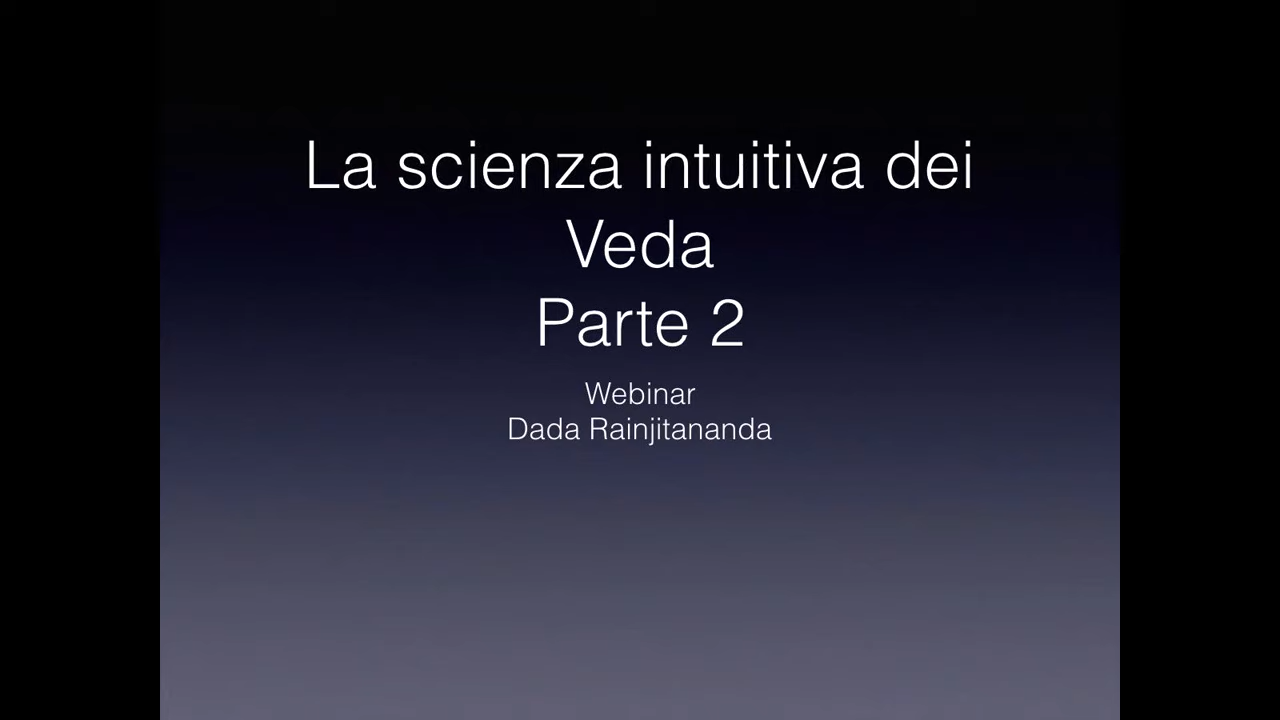 La scienza intuitiva dei
Veda
Parte 2
Webinar
Dada Rainjitananda